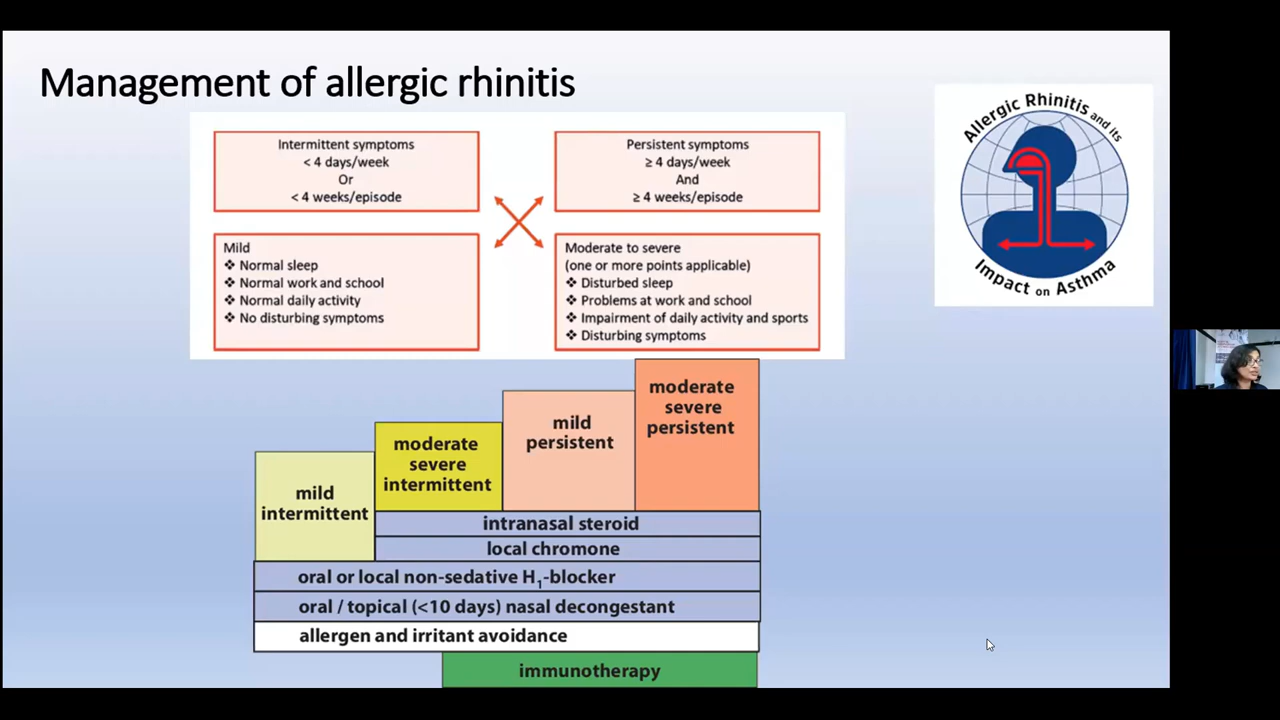 Management of allergic rhinitis
Intermittent symptoms
< 4 days/week
Or
< 4 weeks/episode
Persistent symptoms
≥ 4 days/week
And
≥ 4 weeks/episode
Mild
❖ Normal sleep
❖ Normal work and school
❖ Normal daily activity
❖ No disturbing symptoms
Moderate to severe
(one or more points applicable)
❖ Disturbed sleep
❖ Problems at work and school
❖ Impairment of daily activity and sports
❖ Disturbing symptoms
Allergic Rhinitis and its
Impact on Asthma
mild
intermittent
moderate
severe
intermittent
mild
persistent
moderate
severe
persistent
intranasal steroid
local chromone
oral or local non-sedative H₁-blocker
oral / topical (<10 days) nasal decongestant
allergen and irritant avoidance
immunotherapy